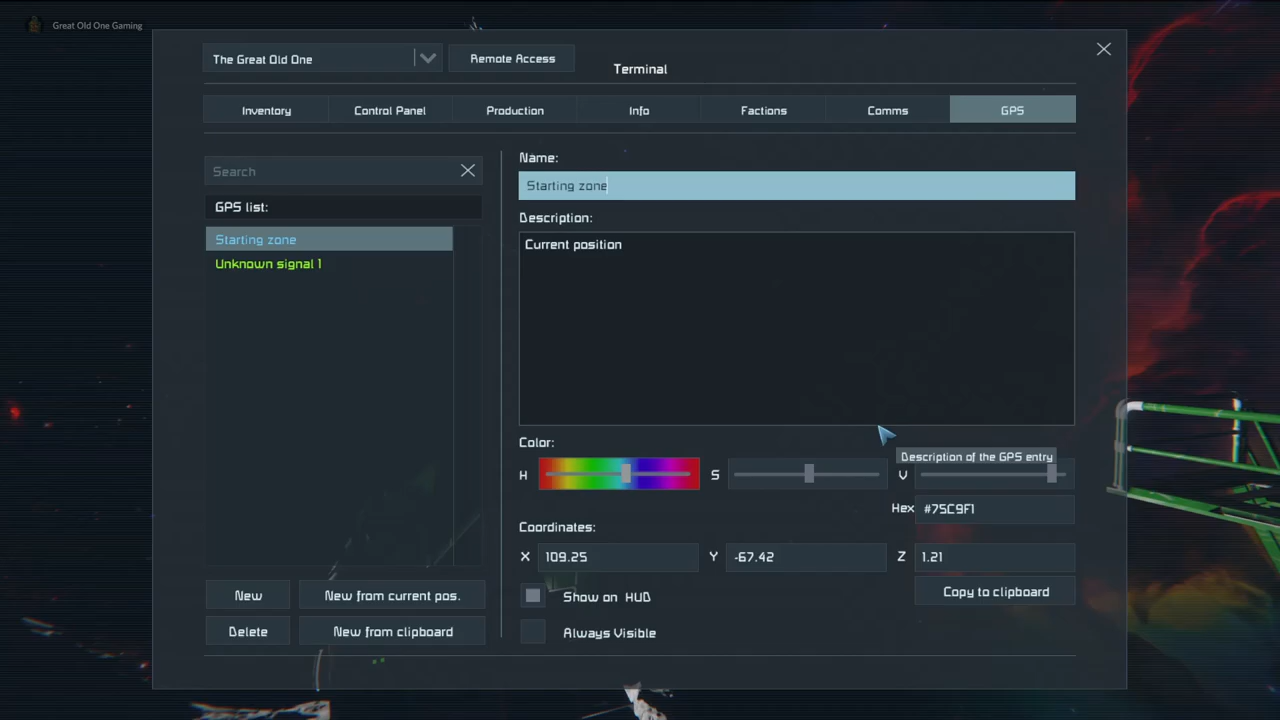 Great Old One Gaming
The Great Old One
Remote Access
Terminal
Inventory
Control Panel
Production
Info
Factions
Comms
GPS
Search
GPS list:
Starting zone
Unknown signal 1
New
New from current pos.
Delete
New from clipboard
Name:
Starting zone
Description:
Current position
Description of the GPS entry
Color:
H
S
V
Hex #75C9F1
Coordinates:
X 109.25
Y -67.42
Z 1.21
Show on HUD
Copy to clipboard
Always Visible